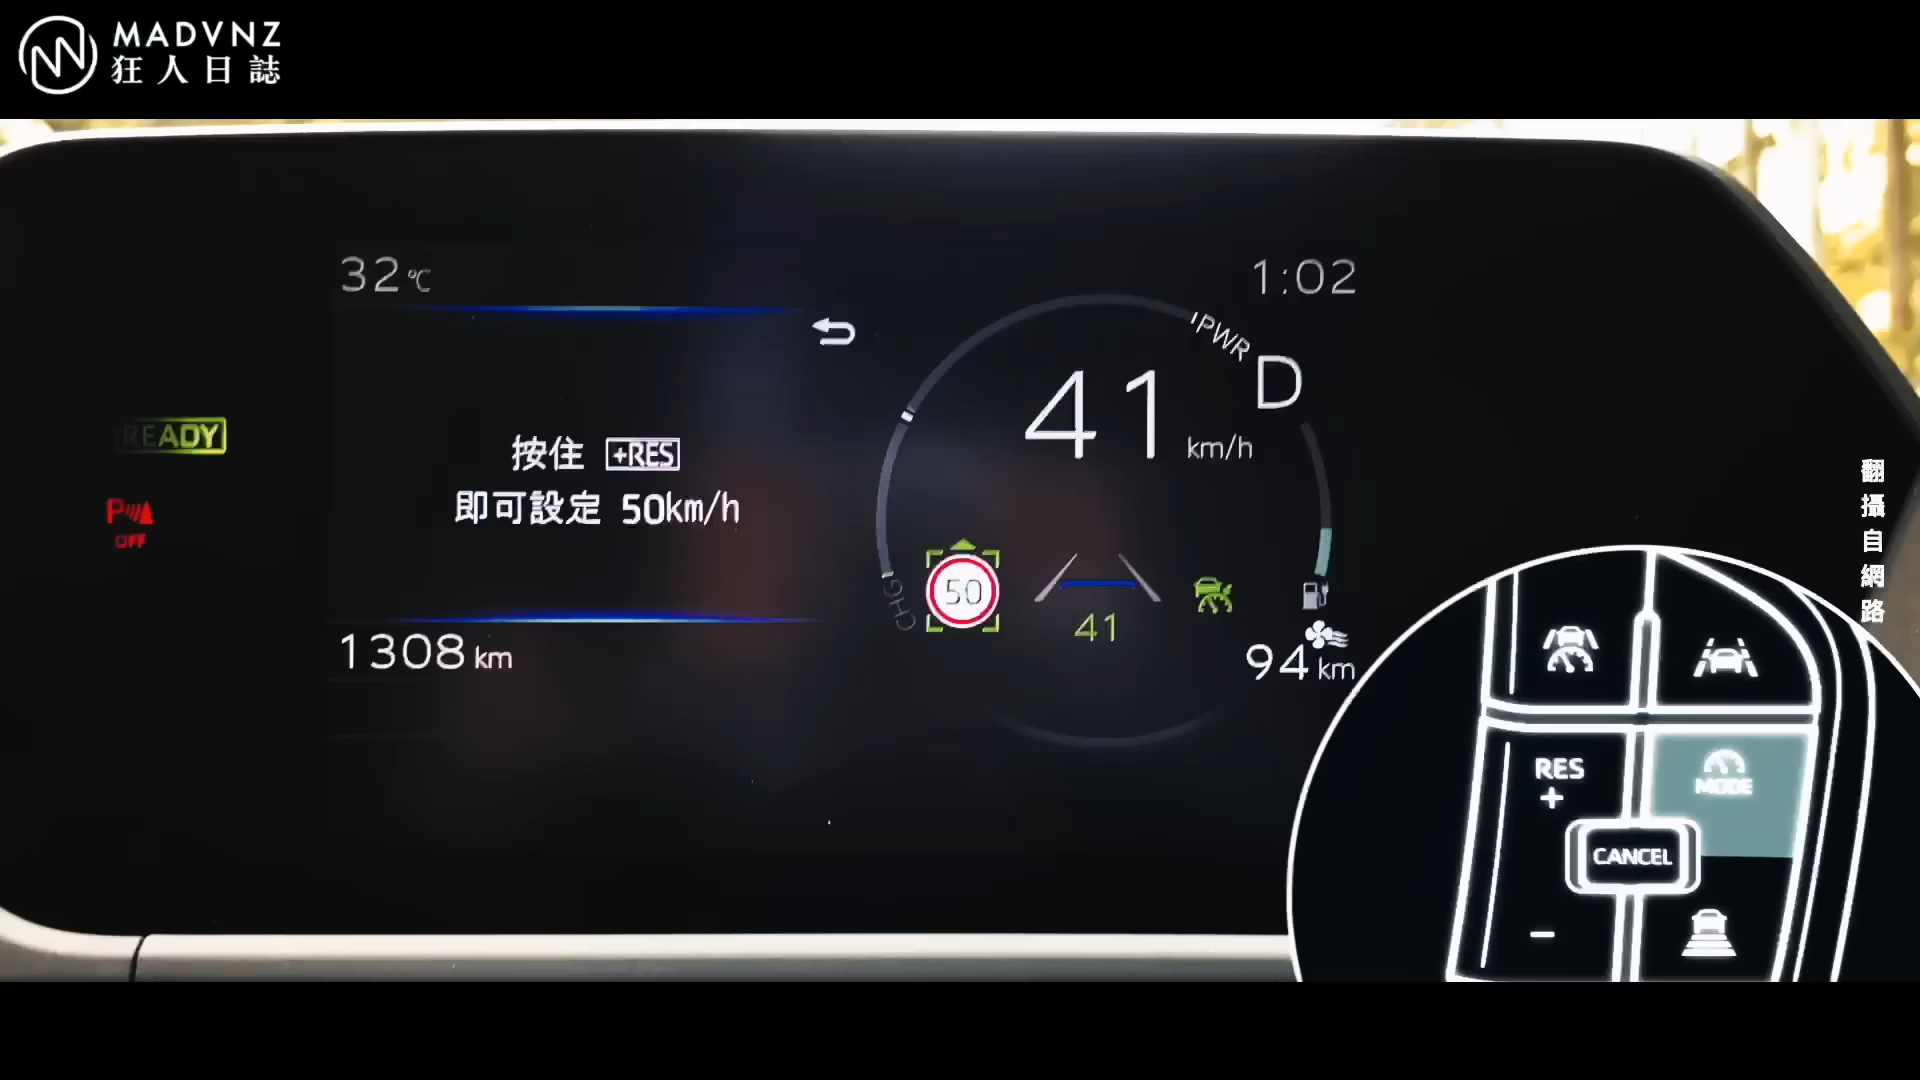 MADVNZ
狂人日誌
32℃
1:02
PWR
D
41 km/h
READY
按住 +RES
即可設定 50km/h
P
OFF
50
CHG
41
1308 km
94 km
翻攝自網路
RES
+
MODE
CANCEL
-